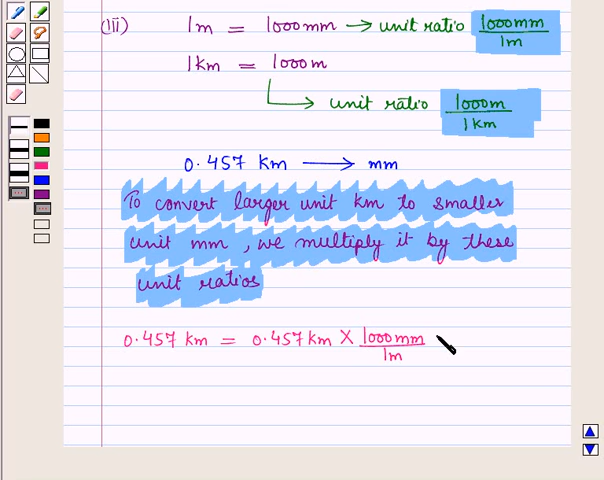 (III) 1m = 1000mm → unit ratio 1000mm/1m
1km = 1000m
unit ratio 1000m/1km
0.457 km → mm
To convert larger unit km to smaller
unit mm, we multiply it by these
unit ratios
0.457 km = 0.457 km X 1000mm/1m